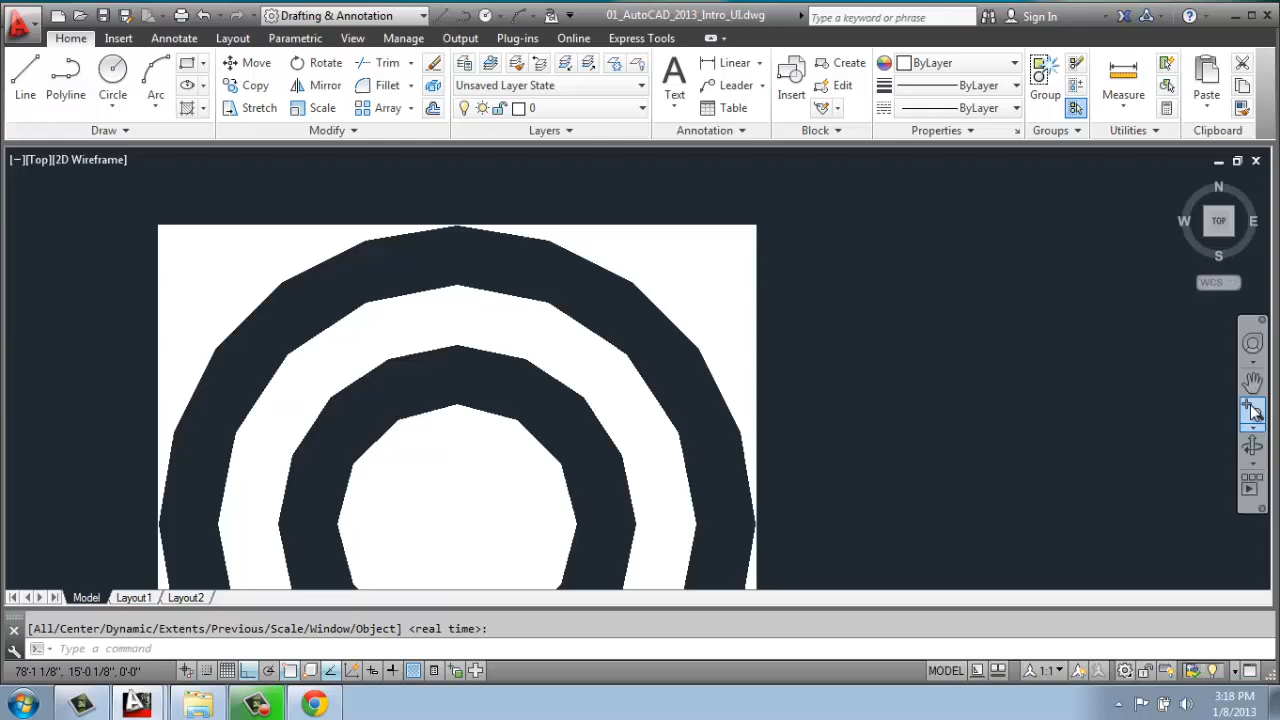 Drafting & Annotation
01_AutoCAD_2013_Intro_UI.dwg
Type a keyword or phrase
Sign In
Home Insert Annotate Layout Parametric View Manage Output Plug-ins Online Express Tools
Line Polyline Circle Arc
Move Rotate Trim
Copy Mirror Fillet
Stretch Scale Array
Unsaved Layer State
0
Text
Linear
Leader
Table
Insert
Create
Edit
ByLayer
ByLayer
ByLayer
Group
Measure
Paste
Draw Modify Layers Annotation Block Properties Groups Utilities Clipboard
[−][Top][2D Wireframe]
N
W TOP E
S
WCS
Model Layout1 Layout2
[All/Center/Dynamic/Extents/Previous/Scale/Window/Object] <real time>:
Type a command
78'-1 1/8", 15'-0 1/8", 0'-0"
MODEL
1:1
3:18 PM
1/8/2013